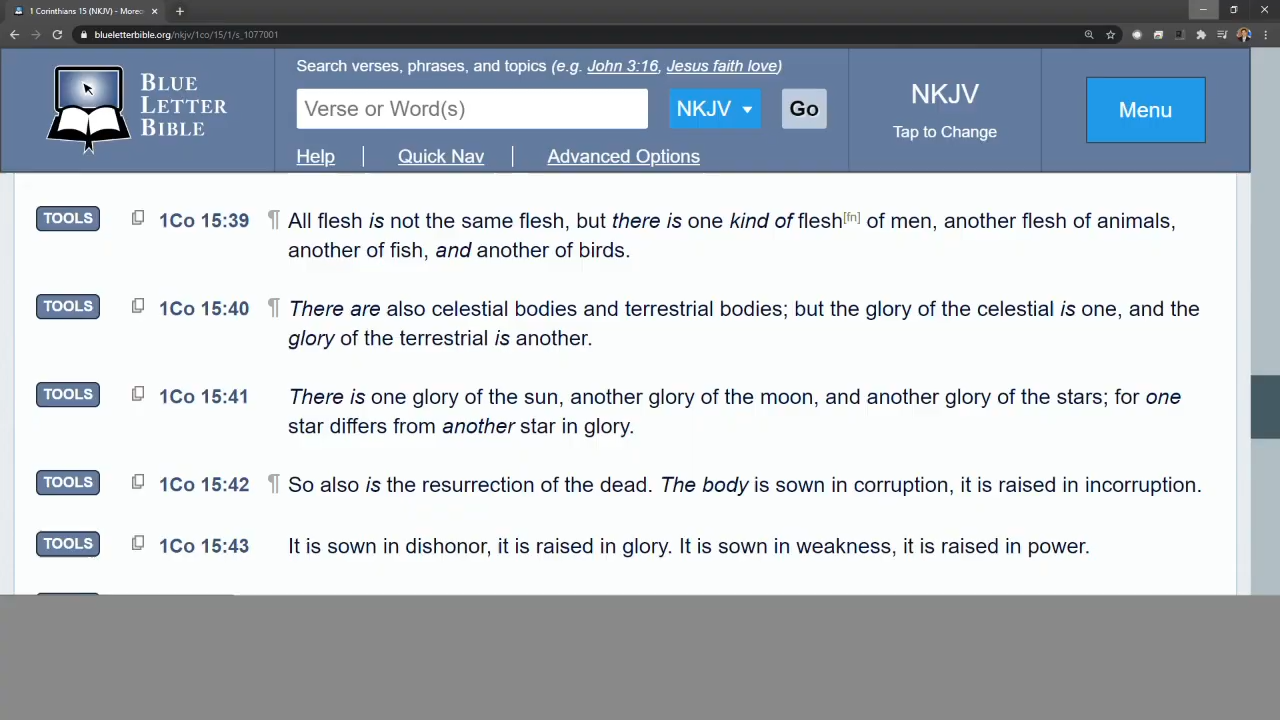 1 Corinthians 15 (NKJV) - Moreo
blueletterbible.org/nkjv/1co/15/1/s_1077001
BLUE
LETTER
BIBLE
Search verses, phrases, and topics (e.g. John 3:16, Jesus faith love)
Verse or Word(s)
NKJV
Go
Help
Quick Nav
Advanced Options
NKJV
Tap to Change
Menu
TOOLS 1Co 15:39 ¶ All flesh is not the same flesh, but there is one kind of flesh[fn] of men, another flesh of animals,
another of fish, and another of birds.
TOOLS 1Co 15:40 ¶ There are also celestial bodies and terrestrial bodies; but the glory of the celestial is one, and the
glory of the terrestrial is another.
TOOLS 1Co 15:41 There is one glory of the sun, another glory of the moon, and another glory of the stars; for one
star differs from another star in glory.
TOOLS 1Co 15:42 ¶ So also is the resurrection of the dead. The body is sown in corruption, it is raised in incorruption.
TOOLS 1Co 15:43 It is sown in dishonor, it is raised in glory. It is sown in weakness, it is raised in power.